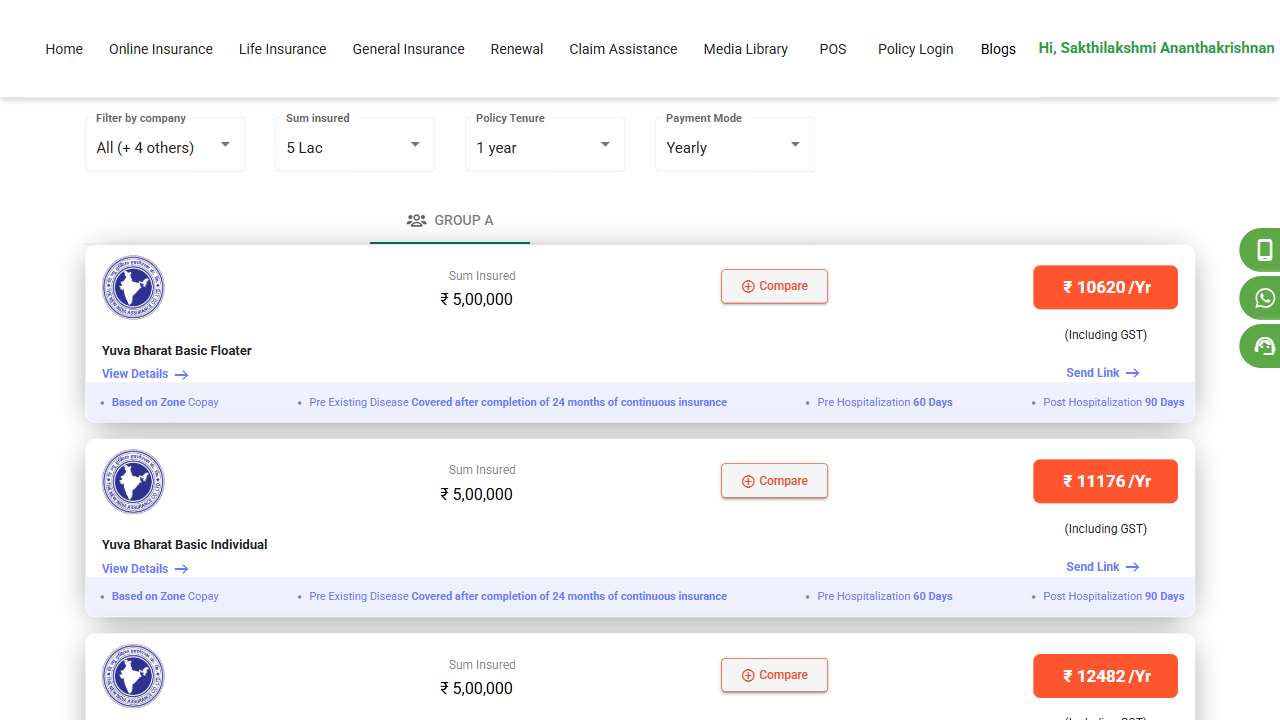 Home Online Insurance Life Insurance General Insurance Renewal Claim Assistance Media Library POS Policy Login Blogs Hi, Sakthilakshmi Ananthakrishnan
Filter by company Sum insured Policy Tenure Payment Mode
All (+ 4 others) 5 Lac 1 year Yearly
GROUP A
Sum Insured
₹ 5,00,000
Compare
₹ 10620 /Yr
(Including GST)
Yuva Bharat Basic Floater
View Details
Send Link
• Based on Zone Copay • Pre Existing Disease Covered after completion of 24 months of continuous insurance • Pre Hospitalization 60 Days • Post Hospitalization 90 Days
Sum Insured
₹ 5,00,000
Compare
₹ 11176 /Yr
(Including GST)
Yuva Bharat Basic Individual
View Details
Send Link
• Based on Zone Copay • Pre Existing Disease Covered after completion of 24 months of continuous insurance • Pre Hospitalization 60 Days • Post Hospitalization 90 Days
Sum Insured
₹ 5,00,000
Compare
₹ 12482 /Yr